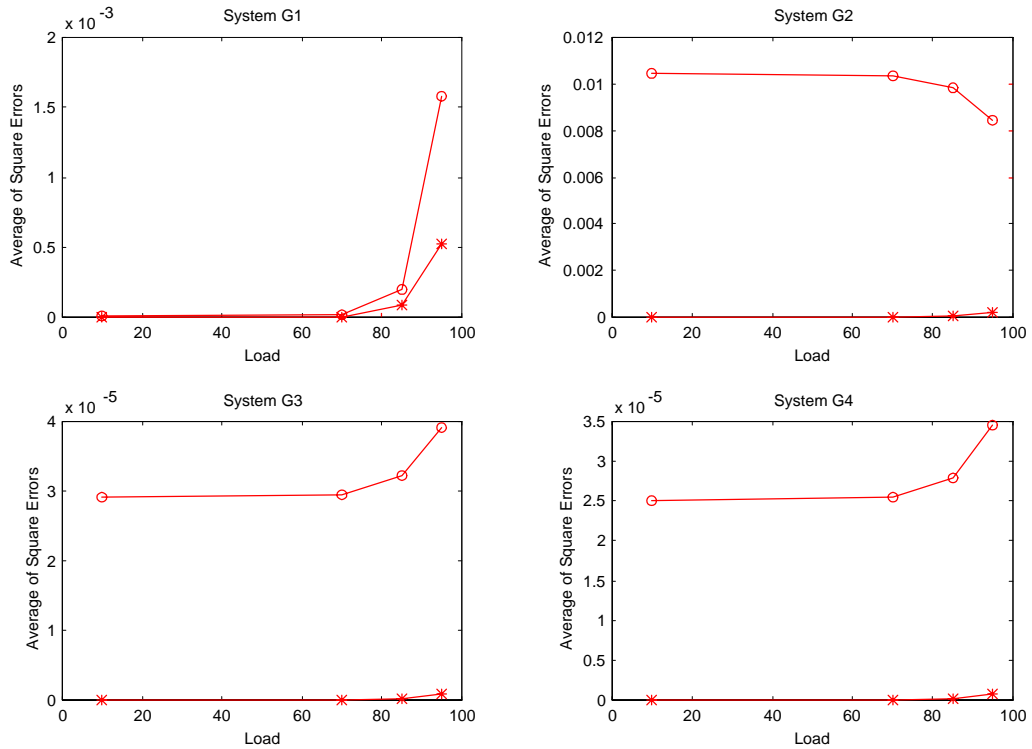 System G1
x 10 -3
2
1.5
1
0.5
0
0 20 40 60 80 100
Average of Square Errors
Load
System G2
0.012
0.01
0.008
0.006
0.004
0.002
0
0 20 40 60 80 100
Average of Square Errors
Load
System G3
x 10 -5
4
3
2
1
0
0 20 40 60 80 100
Average of Square Errors
Load
System G4
x 10 -5
3.5
3
2.5
2
1.5
1
0.5
0
0 20 40 60 80 100
Average of Square Errors
Load